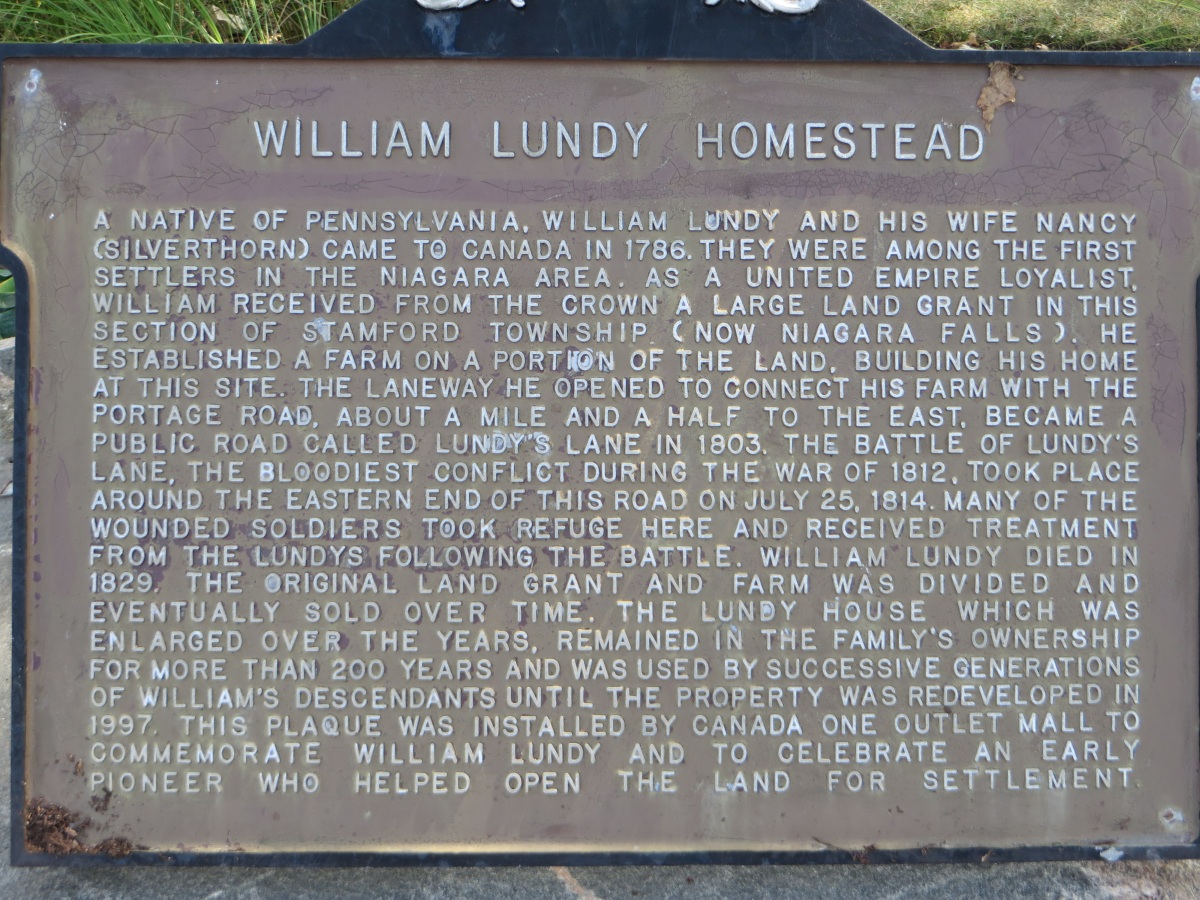 WILLIAM LUNDY HOMESTEAD
A NATIVE OF PENNSYLVANIA, WILLIAM LUNDY AND HIS WIFE NANCY
(SILVERTHORN) CAME TO CANADA IN 1786. THEY WERE AMONG THE FIRST
SETTLERS IN THE NIAGARA AREA. AS A UNITED EMPIRE LOYALIST,
WILLIAM RECEIVED FROM THE CROWN A LARGE LAND GRANT IN THIS
SECTION OF STAMFORD TOWNSHIP (NOW NIAGARA FALLS). HE
ESTABLISHED A FARM ON A PORTION OF THE LAND, BUILDING HIS HOME
AT THIS SITE. THE LANEWAY HE OPENED TO CONNECT HIS FARM WITH THE
PORTAGE ROAD, ABOUT A MILE AND A HALF TO THE EAST, BECAME A
PUBLIC ROAD CALLED LUNDY'S LANE IN 1803. THE BATTLE OF LUNDY'S
LANE, THE BLOODIEST CONFLICT DURING THE WAR OF 1812, TOOK PLACE
AROUND THE EASTERN END OF THIS ROAD ON JULY 25, 1814. MANY OF THE
WOUNDED SOLDIERS TOOK REFUGE HERE AND RECEIVED TREATMENT
FROM THE LUNDYS FOLLOWING THE BATTLE. WILLIAM LUNDY DIED IN
1829. THE ORIGINAL LAND GRANT AND FARM WAS DIVIDED AND
EVENTUALLY SOLD OVER TIME. THE LUNDY HOUSE WHICH WAS
ENLARGED OVER THE YEARS, REMAINED IN THE FAMILY'S OWNERSHIP
FOR MORE THAN 200 YEARS AND WAS USED BY SUCCESSIVE GENERATIONS
OF WILLIAM'S DESCENDANTS UNTIL THE PROPERTY WAS REDEVELOPED IN
1997. THIS PLAQUE WAS INSTALLED BY CANADA ONE OUTLET MALL TO
COMMEMORATE WILLIAM LUNDY AND TO CELEBRATE AN EARLY
PIONEER WHO HELPED OPEN THE LAND FOR SETTLEMENT.